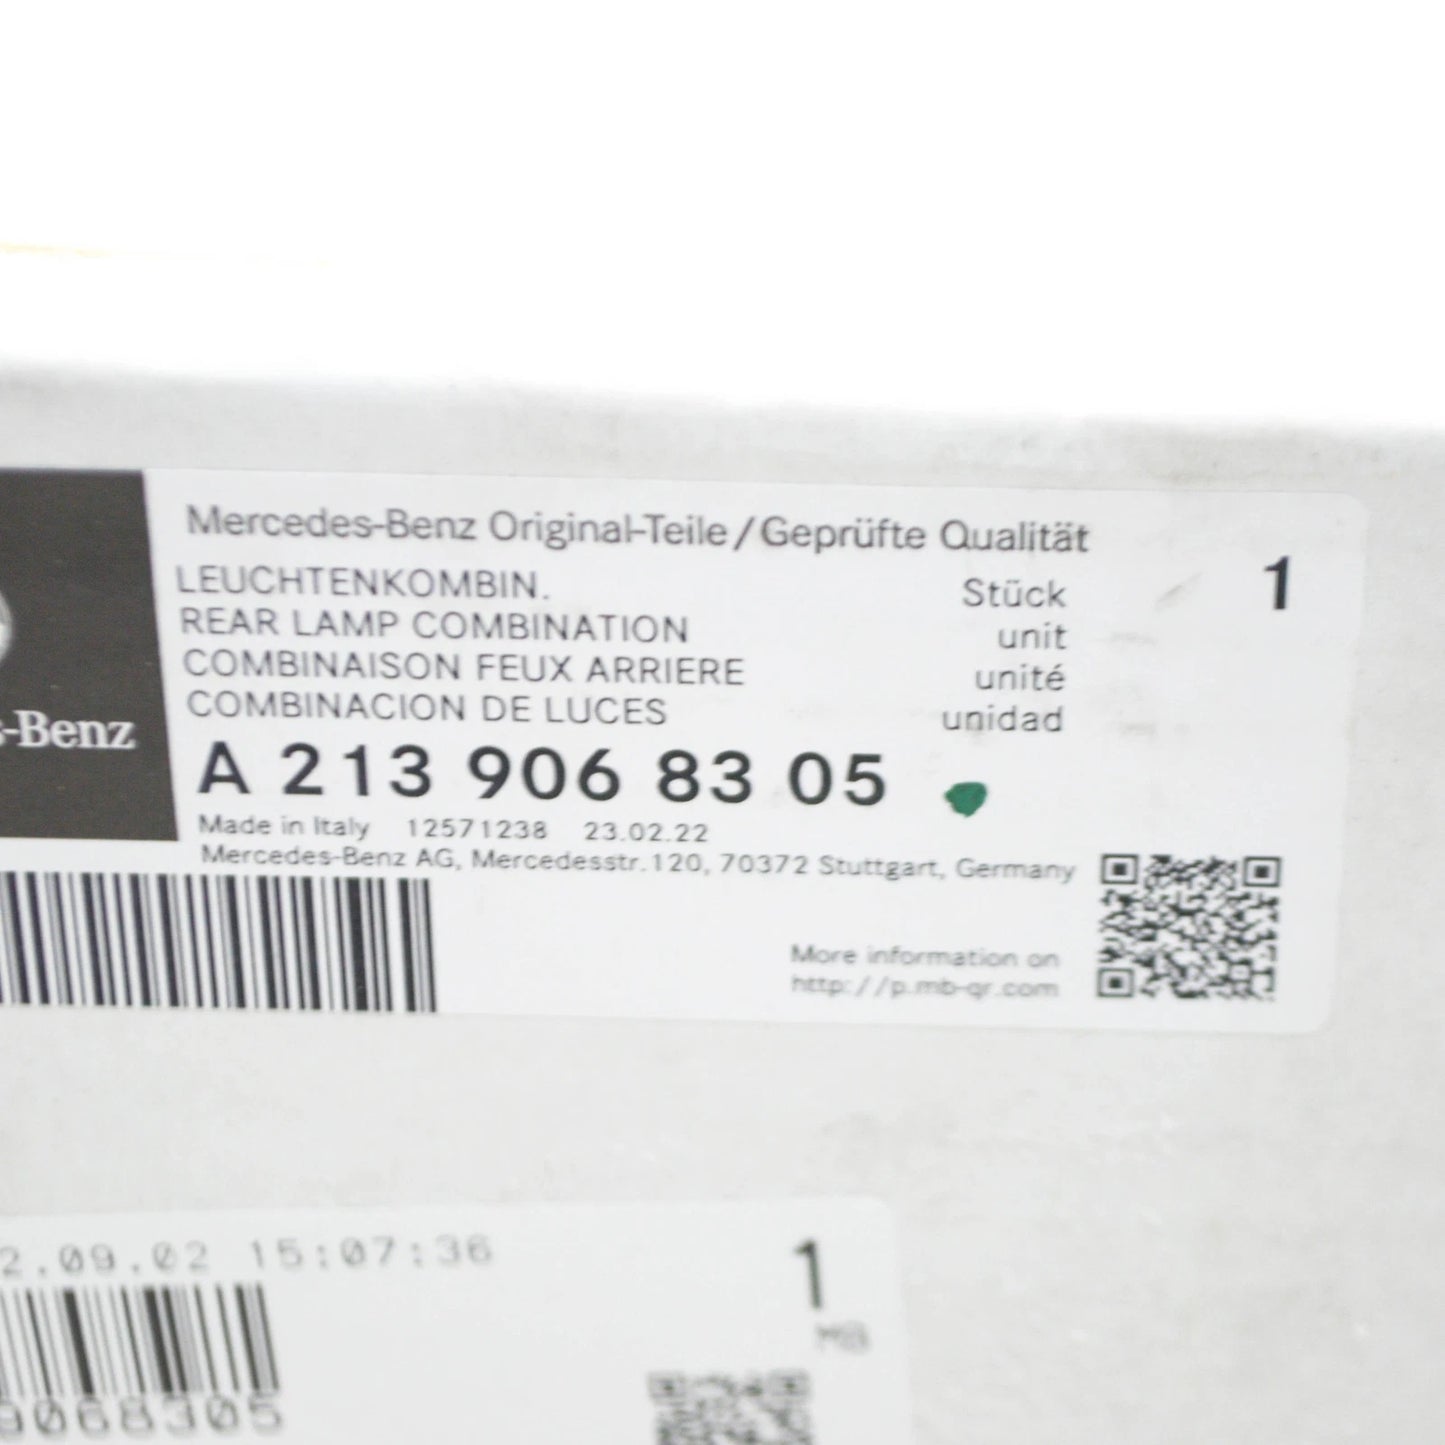 Mercedes-Benz Original-Teile/Geprüfte Qualität
LEUCHTENKOMBIN. Stück 1
REAR LAMP COMBINATION unit
COMBINAISON FEUX ARRIERE unité
COMBINACION DE LUCES unidad
s-Benz
A 213 906 83 05
Made in Italy 12571238 23.02.22
Mercedes-Benz AG, Mercedesstr. 120, 70372 Stuttgart, Germany
More information on
http://p.mb-qr.com
2.09.02 15:07:36 1
MB
9068305